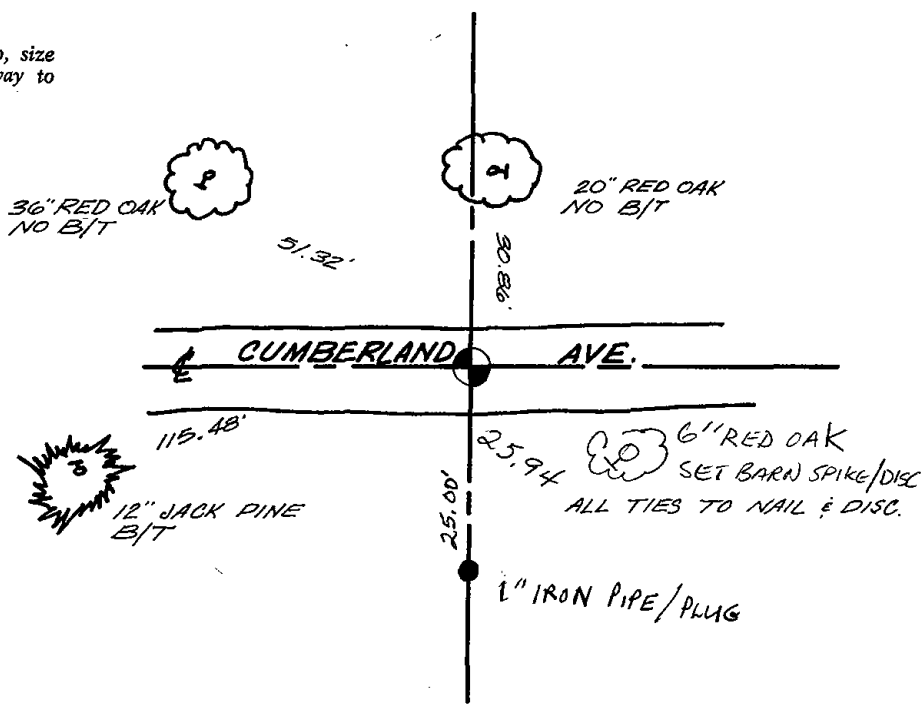 size
way to
36" RED OAK
NO B/T
51.32'
20" RED OAK
NO B/T
30.86'
℄ CUMBERLAND AVE.
115.48'
12" JACK PINE
B/T
25.94
6" RED OAK
SET BARN SPIKE/DISC
ALL TIES TO NAIL & DISC.
25.00'
1" IRON PIPE/PLUG